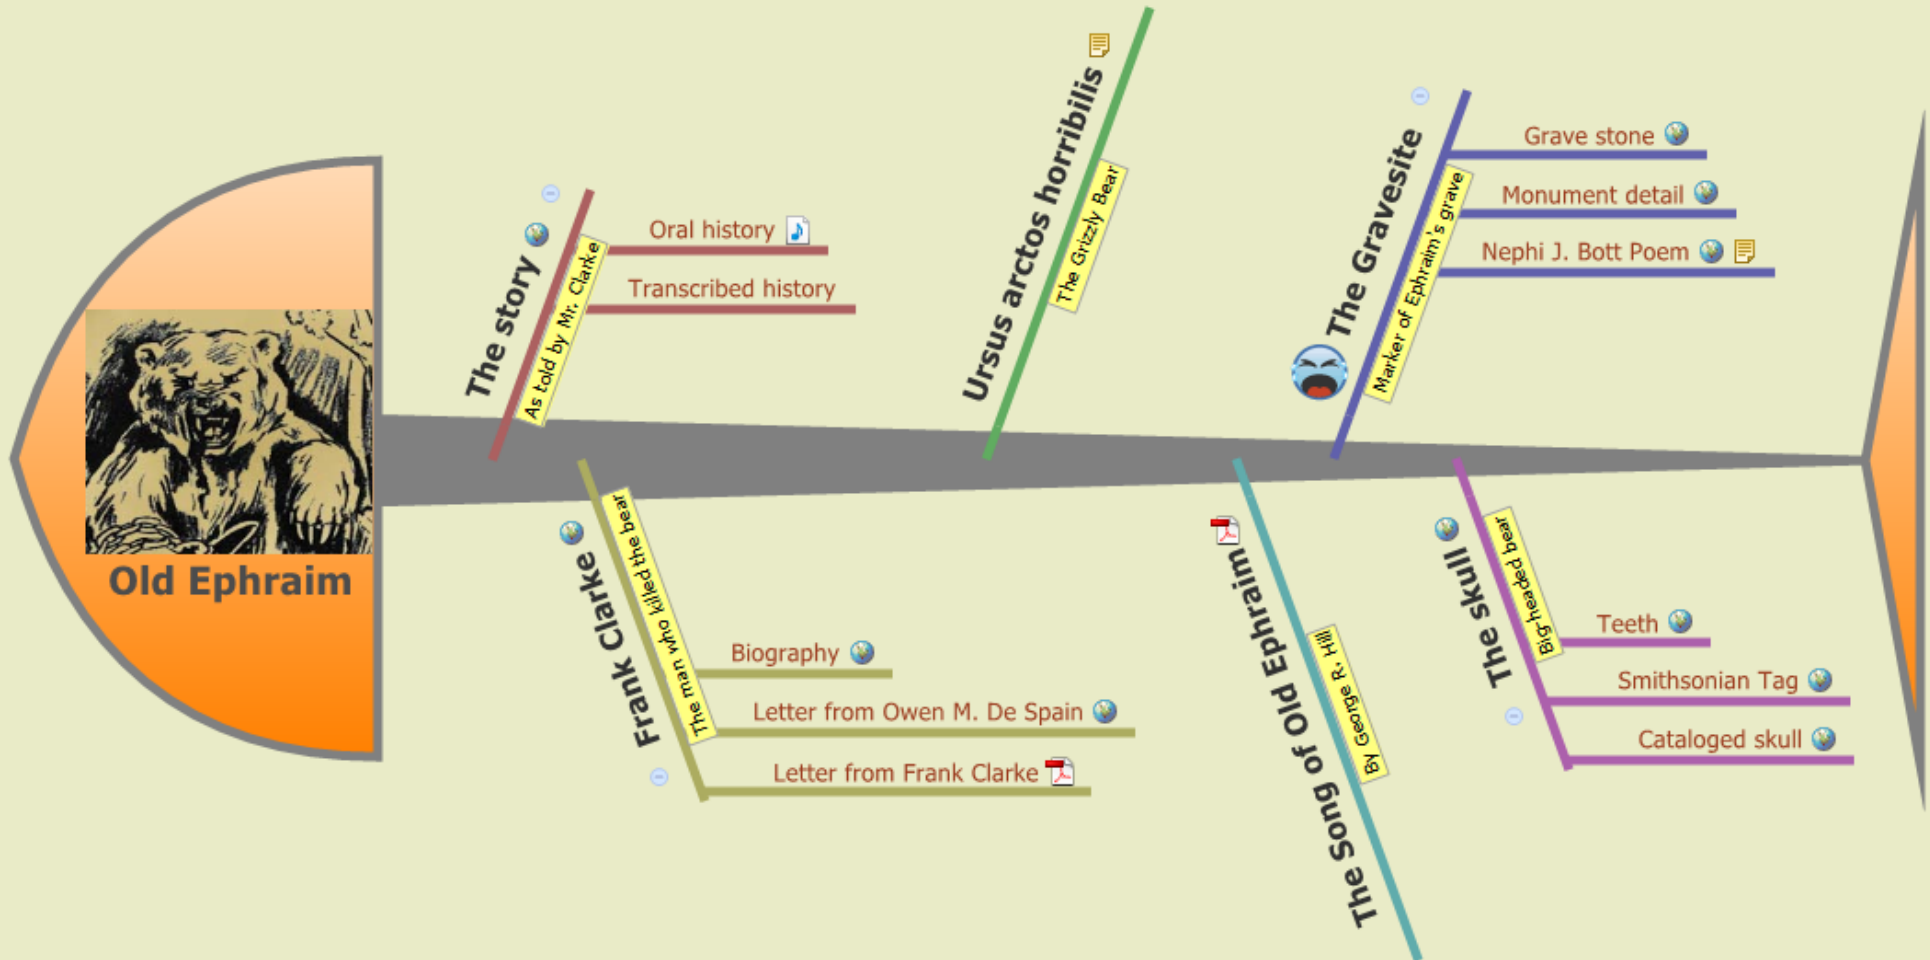 Old Ephraim
The story
As told by Mr. Clarke
Oral history
Transcribed history
Ursus arctos horribilis
The Grizzly Bear
The Gravesite
Marker of Ephraim's grave
Grave stone
Monument detail
Nephi J. Bott Poem
Frank Clarke
The man who killed the bear
Biography
Letter from Owen M. De Spain
Letter from Frank Clarke
The Song of Old Ephraim
By George R. Hill
The skull
Big-headed bear
Teeth
Smithsonian Tag
Cataloged skull